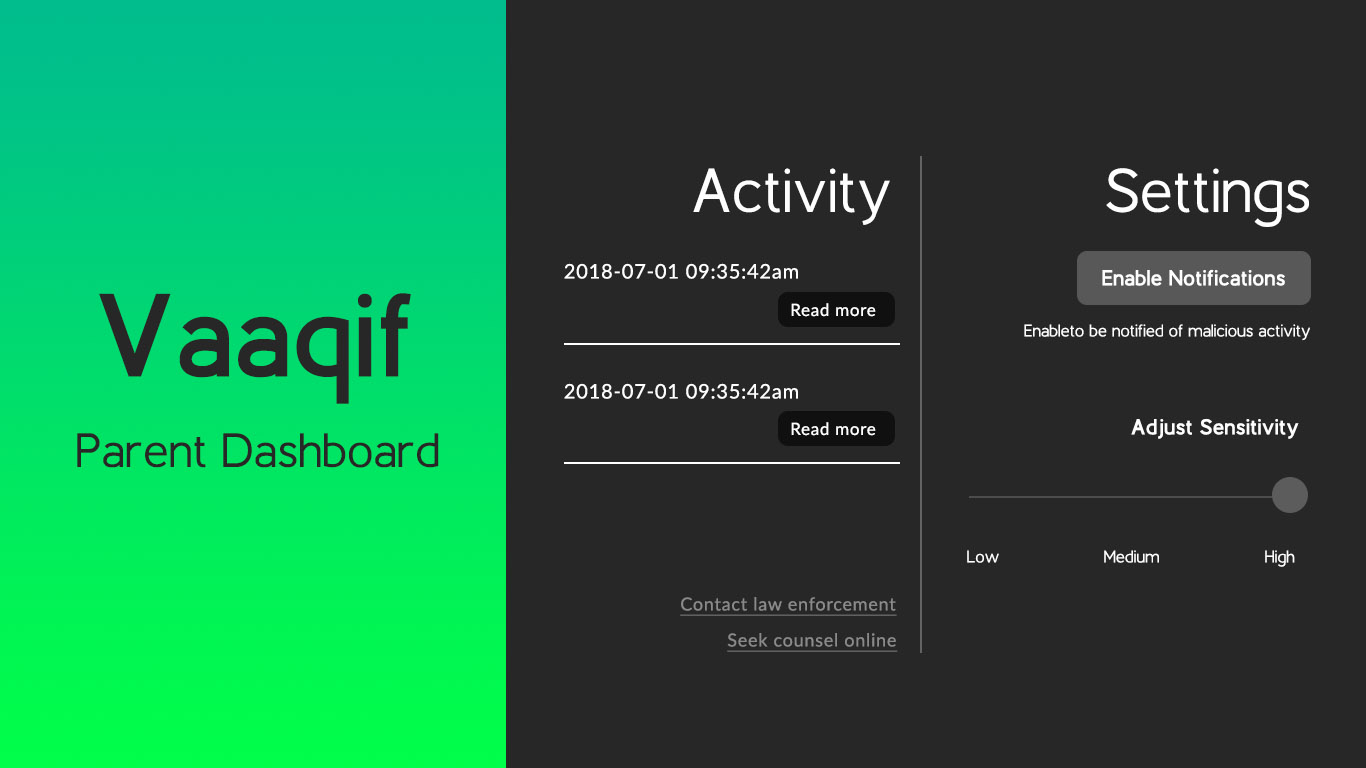 Vaaqif
Parent Dashboard
Activity
2018-07-01 09:35:42am
Read more
2018-07-01 09:35:42am
Read more
Contact law enforcement
Seek counsel online
Settings
Enable Notifications
Enableto be notified of malicious activity
Adjust Sensitivity
Low Medium High